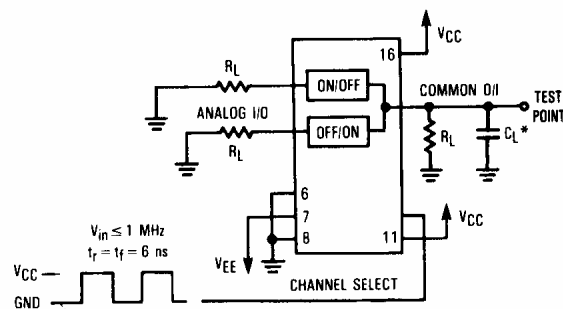 16
VCC
RL
ON/OFF
COMMON O/I
TEST
POINT
ANALOG I/O
OFF/ON
RL
RL
CL*
6
7
8
11
VCC
VEE
Vin ≤ 1 MHz
tr = tf = 6 ns
VCC
GND
CHANNEL SELECT